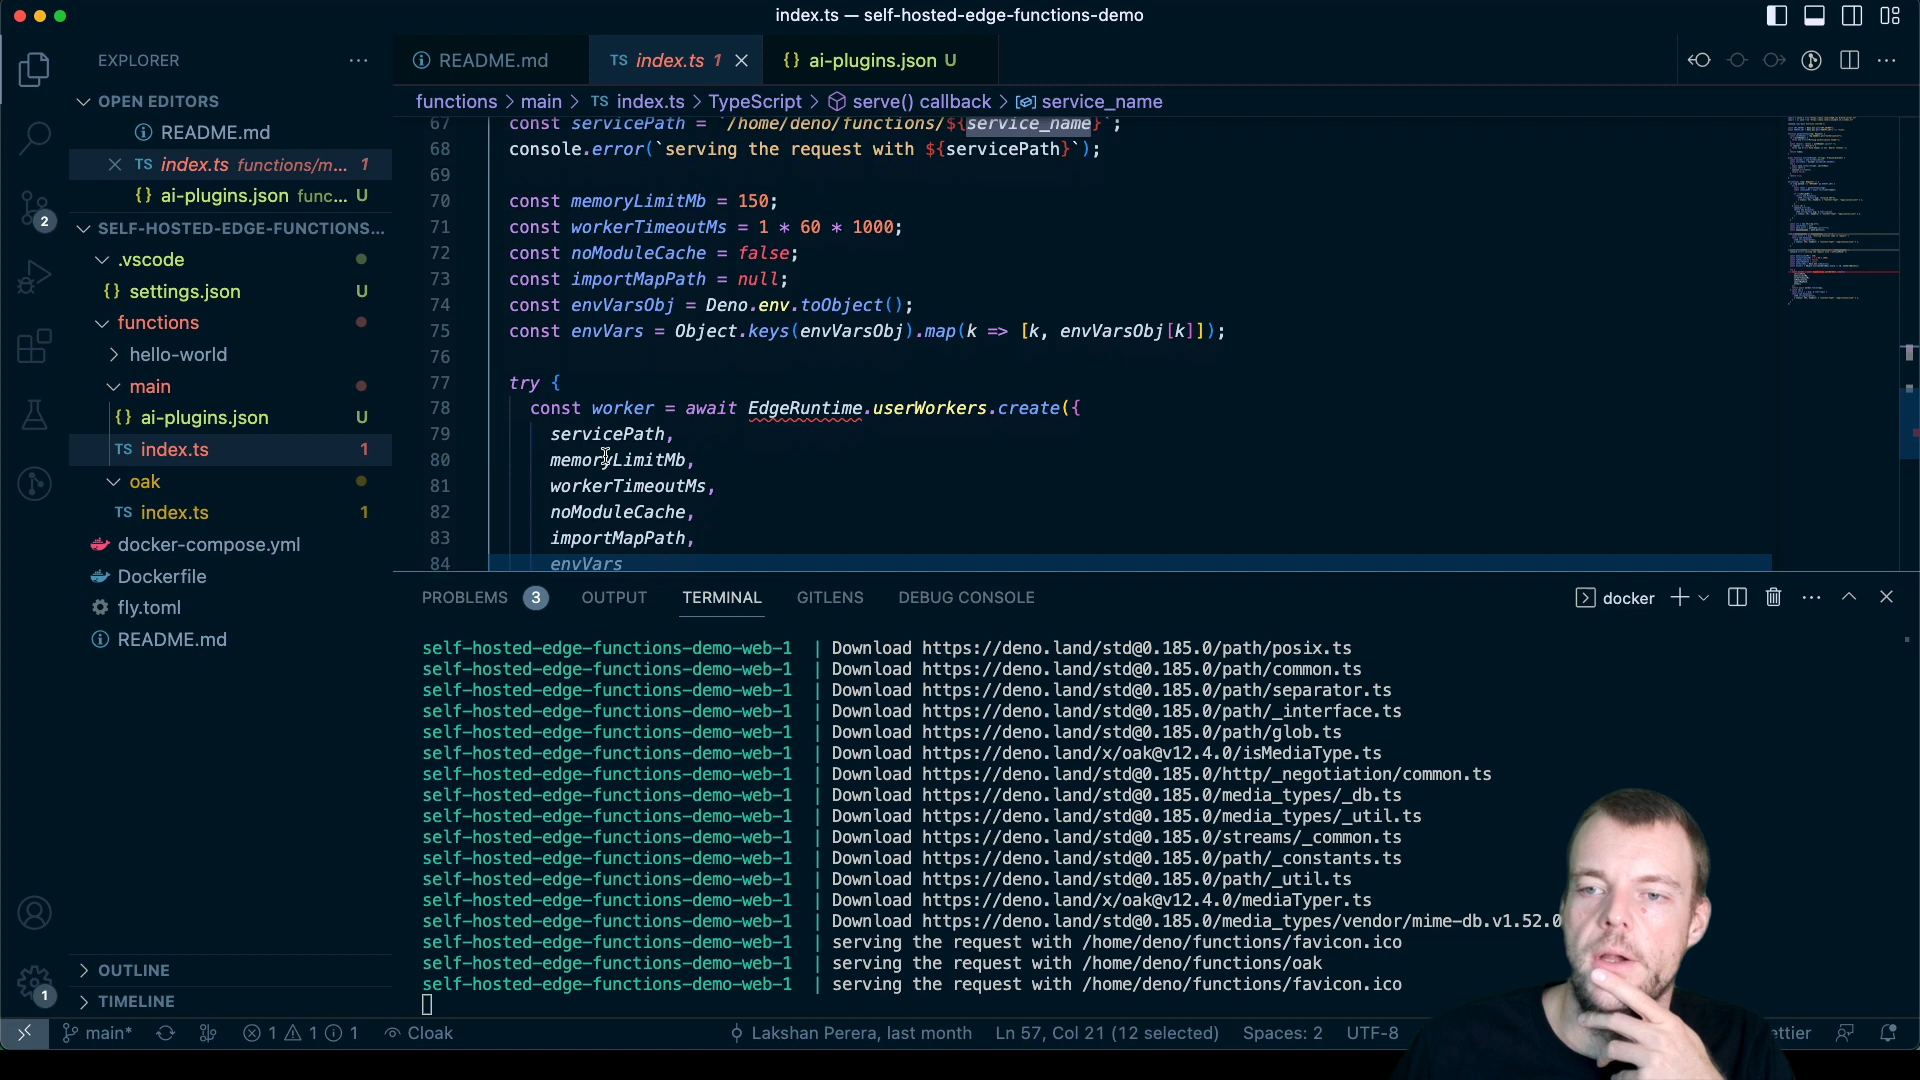 index.ts — self-hosted-edge-functions-demo
EXPLORER
README.md
TS index.ts 1
{} ai-plugins.json U
functions > main > TS index.ts > TypeScript > serve() callback > service_name
OPEN EDITORS
README.md
TS index.ts functions/m... 1
{} ai-plugins.json func... U
SELF-HOSTED-EDGE-FUNCTIONS...
.vscode
{} settings.json U
functions
hello-world
main
{} ai-plugins.json U
TS index.ts 1
oak
TS index.ts 1
docker-compose.yml
Dockerfile
fly.toml
README.md
OUTLINE
TIMELINE
2
1
67 const servicePath = `/home/deno/functions/${service_name}`;
68 console.error(`serving the request with ${servicePath}`);
69
70 const memoryLimitMb = 150;
71 const workerTimeoutMs = 1 * 60 * 1000;
72 const noModuleCache = false;
73 const importMapPath = null;
74 const envVarsObj = Deno.env.toObject();
75 const envVars = Object.keys(envVarsObj).map(k => [k, envVarsObj[k]]);
76
77 try {
78 const worker = await EdgeRuntime.userWorkers.create({
79 servicePath,
80 memoryLimitMb,
81 workerTimeoutMs,
82 noModuleCache,
83 importMapPath,
84 envVars
PROBLEMS 3 OUTPUT TERMINAL GITLENS DEBUG CONSOLE
docker
self-hosted-edge-functions-demo-web-1 | Download https://deno.land/std@0.185.0/path/posix.ts
self-hosted-edge-functions-demo-web-1 | Download https://deno.land/std@0.185.0/path/common.ts
self-hosted-edge-functions-demo-web-1 | Download https://deno.land/std@0.185.0/path/separator.ts
self-hosted-edge-functions-demo-web-1 | Download https://deno.land/std@0.185.0/path/_interface.ts
self-hosted-edge-functions-demo-web-1 | Download https://deno.land/std@0.185.0/path/glob.ts
self-hosted-edge-functions-demo-web-1 | Download https://deno.land/x/oak@v12.4.0/isMediaType.ts
self-hosted-edge-functions-demo-web-1 | Download https://deno.land/std@0.185.0/http/_negotiation/common.ts
self-hosted-edge-functions-demo-web-1 | Download https://deno.land/std@0.185.0/media_types/_db.ts
self-hosted-edge-functions-demo-web-1 | Download https://deno.land/std@0.185.0/media_types/_util.ts
self-hosted-edge-functions-demo-web-1 | Download https://deno.land/std@0.185.0/streams/_common.ts
self-hosted-edge-functions-demo-web-1 | Download https://deno.land/std@0.185.0/path/_constants.ts
self-hosted-edge-functions-demo-web-1 | Download https://deno.land/std@0.185.0/path/_util.ts
self-hosted-edge-functions-demo-web-1 | Download https://deno.land/x/oak@v12.4.0/mediaTyper.ts
self-hosted-edge-functions-demo-web-1 | Download https://deno.land/std@0.185.0/media_types/vendor/mime-db.v1.52.0
self-hosted-edge-functions-demo-web-1 | serving the request with /home/deno/functions/favicon.ico
self-hosted-edge-functions-demo-web-1 | serving the request with /home/deno/functions/oak
self-hosted-edge-functions-demo-web-1 | serving the request with /home/deno/functions/favicon.ico
main* 1 1 1 Cloak Lakshan Perera, last month Ln 57, Col 21 (12 selected) Spaces: 2 UTF-8 ettier